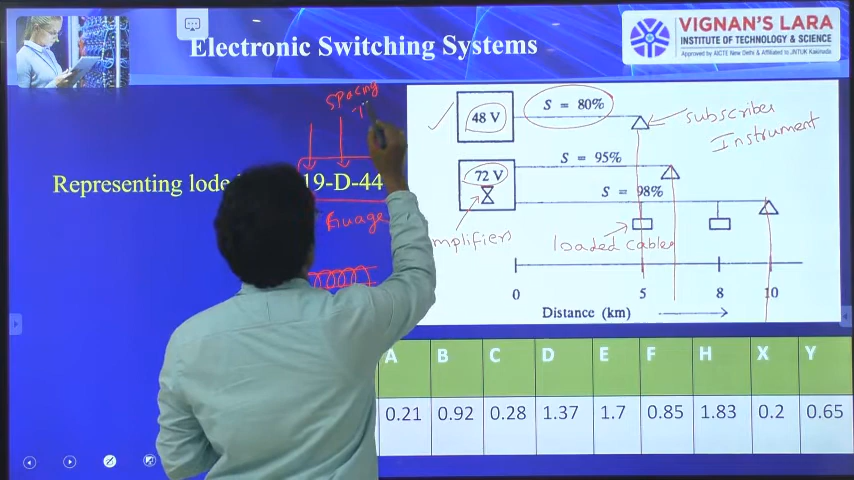 Electronic Switching Systems
VIGNAN'S LARA
INSTITUTE OF TECHNOLOGY & SCIENCE
Approved by AICTE New Delhi & Affiliated to JNTUK Kakinada
spacing
Representing
19-D-44
Guage
48 V
S = 80%
subscriber
Instrument
S = 95%
72 V
S = 98%
mplifiers
loaded cables
0 5 8 10
Distance (km)
A B C D E F H X Y
0.21 0.92 0.28 1.37 1.7 0.85 1.83 0.2 0.65